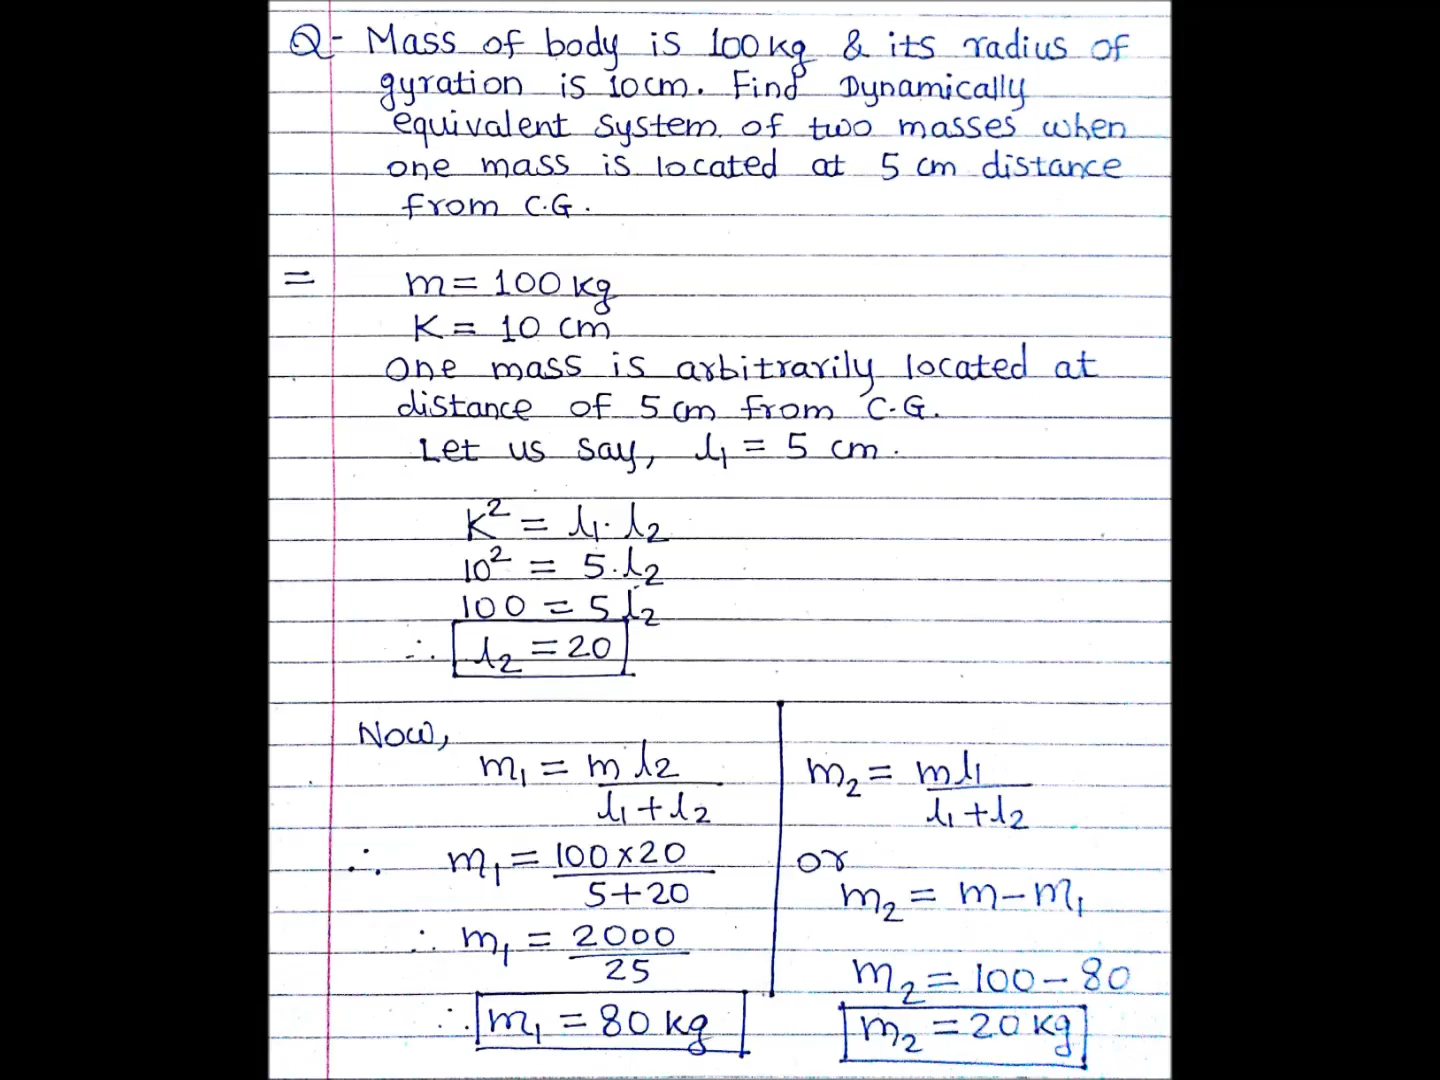 Q- Mass of body is 100 kg & its radius of
gyration is 10cm. Find Dynamically
equivalent system of two masses when
one mass is located at 5 cm distance
from C.G.
= m = 100 kg
K = 10 cm
One mass is arbitrarily located at
distance of 5 cm from C.G.
Let us say, l₁ = 5 cm.
K² = l₁. l₂
10² = 5.l₂
100 = 5 l₂
∴ l₂ = 20
Now,
m₁ = m l₂
l₁ + l₂
∴ m₁ = 100 x 20
5+20
∴ m₁ = 2000
25
∴ m₁ = 80 kg
m₂ = ml₁
l₁ + l₂
or
m₂ = m - m₁
m₂ = 100 - 80
m₂ = 20 kg